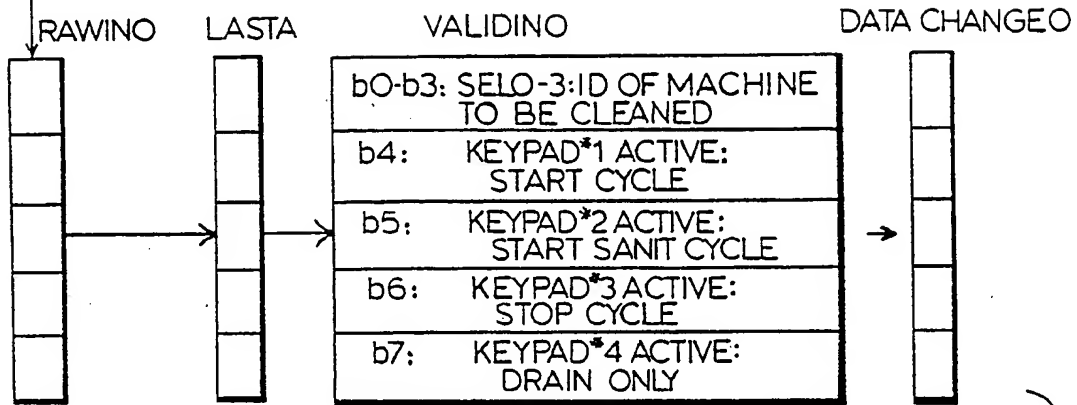 RAWINO LASTA VALIDINO DATA CHANGEO
b0-b3: SELO-3:ID OF MACHINE
TO BE CLEANED
b4: KEYPAD#1 ACTIVE:
START CYCLE
b5: KEYPAD#2 ACTIVE:
START SANIT CYCLE
b6: KEYPAD#3 ACTIVE:
STOP CYCLE
b7: KEYPAD#4 ACTIVE:
DRAIN ONLY